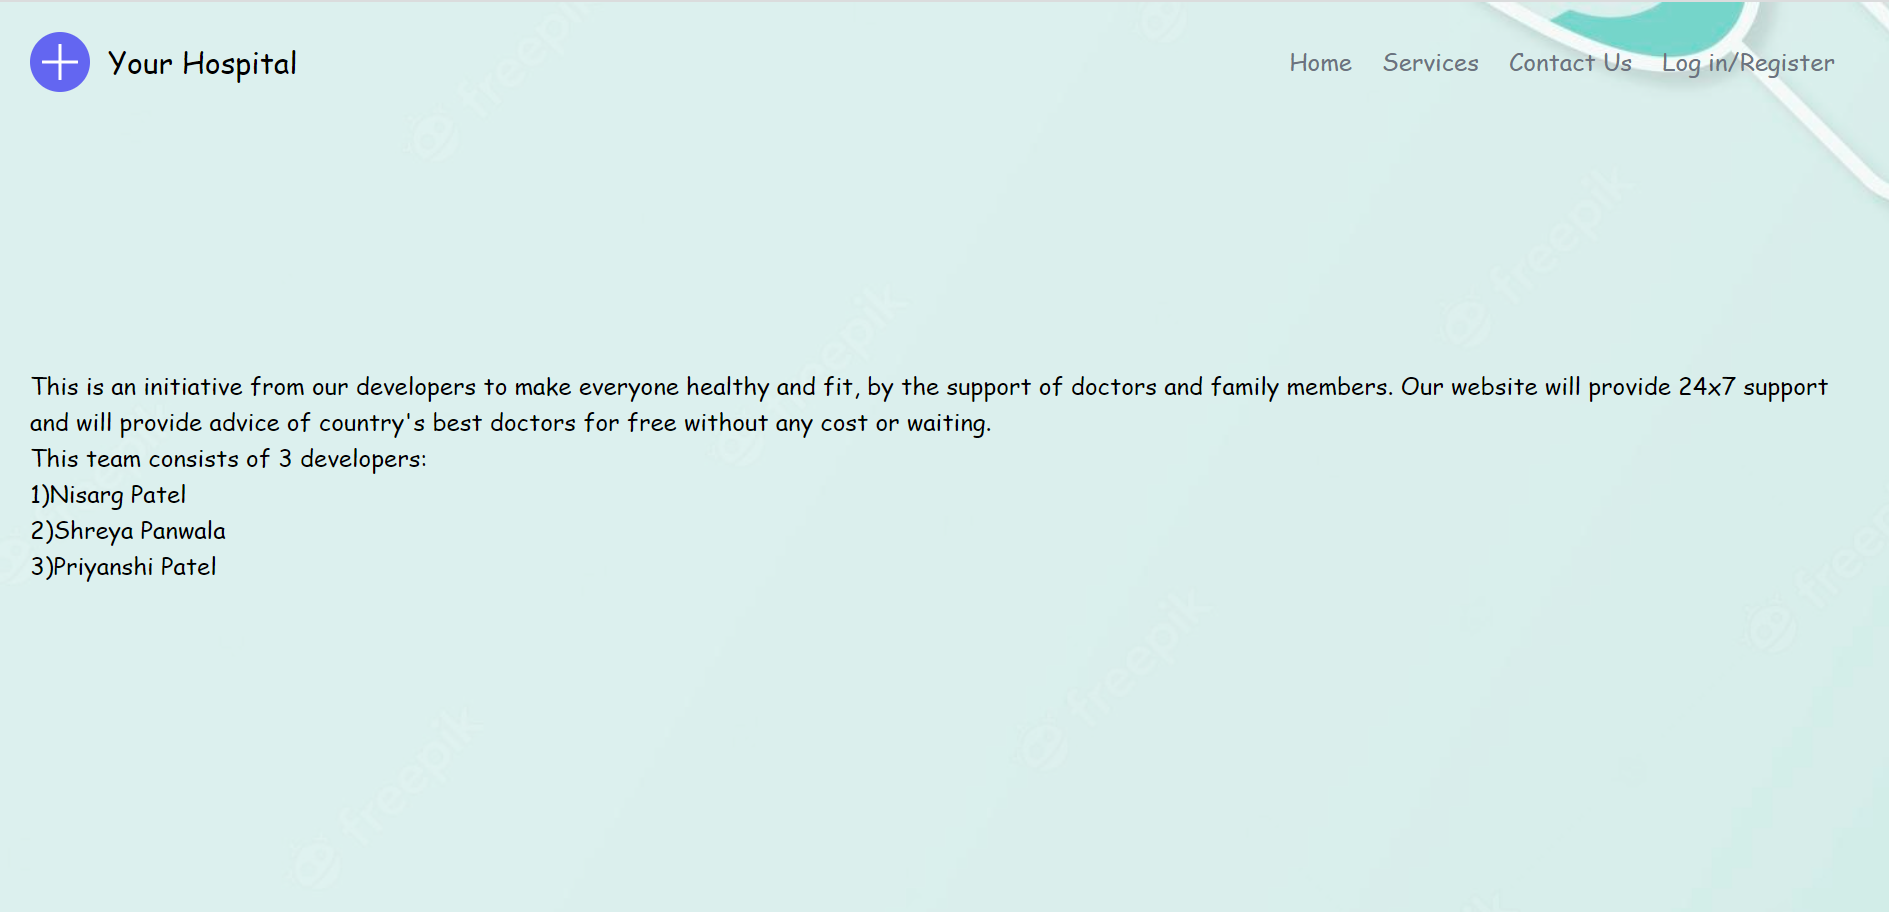 Your Hospital
Home Services Contact Us Log in/Register
This is an initiative from our developers to make everyone healthy and fit, by the support of doctors and family members. Our website will provide 24x7 support
and will provide advice of country's best doctors for free without any cost or waiting.
This team consists of 3 developers:
1)Nisarg Patel
2)Shreya Panwala
3)Priyanshi Patel
freepik
freepik
freepik
freepik
freepik